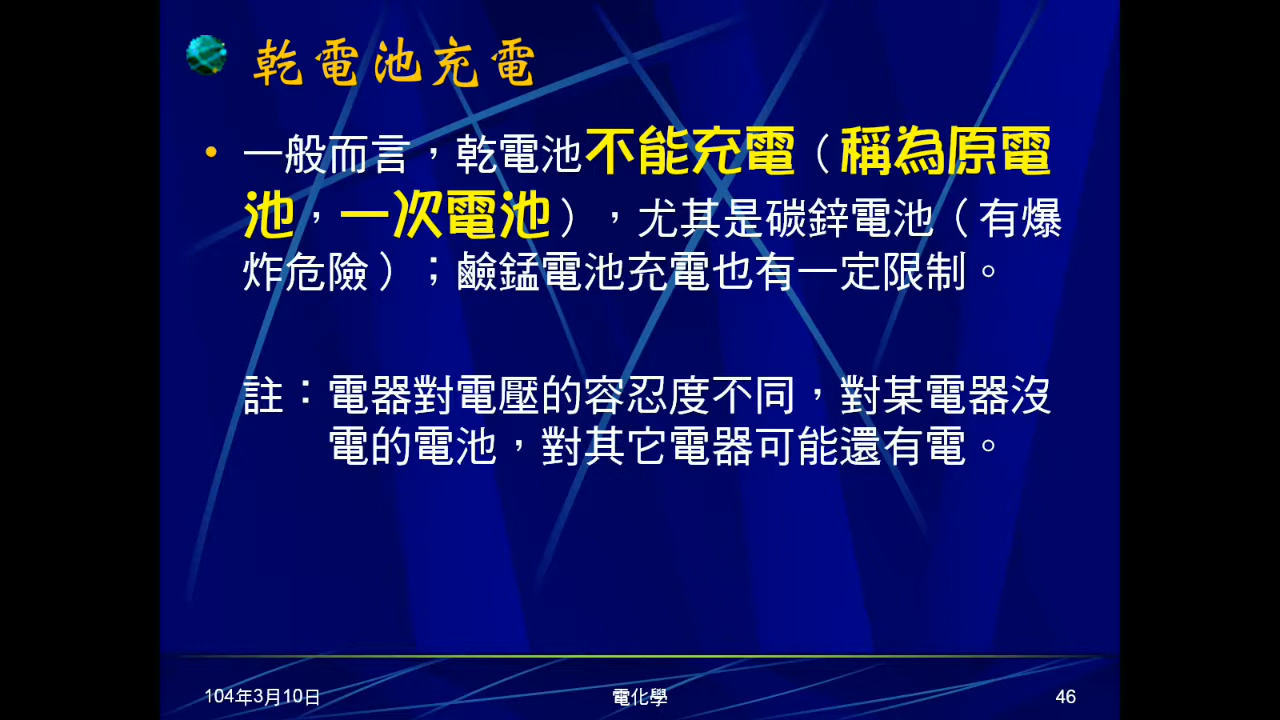 乾電池充電
• 一般而言，乾電池不能充電（稱為原電
池，一次電池），尤其是碳鋅電池（有爆
炸危險）；鹼錳電池充電也有一定限制。
註：電器對電壓的容忍度不同，對某電器沒
電的電池，對其它電器可能還有電。
104年3月10日 電化學 46